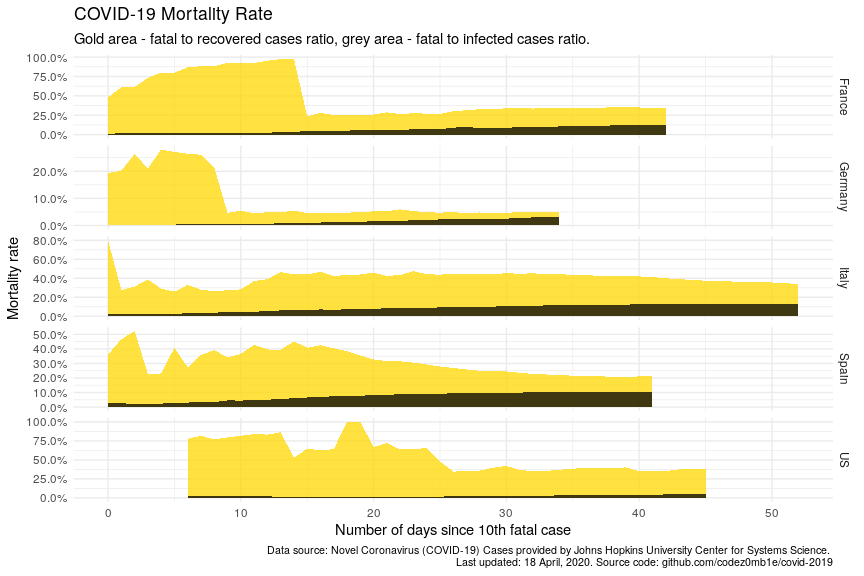 COVID-19 Mortality Rate
Gold area - fatal to recovered cases ratio, grey area - fatal to infected cases ratio.
100.0%
75.0%
50.0%
25.0%
0.0%
France
20.0%
10.0%
0.0%
Germany
80.0%
60.0%
40.0%
20.0%
0.0%
Italy
50.0%
40.0%
30.0%
20.0%
10.0%
0.0%
Spain
100.0%
75.0%
50.0%
25.0%
0.0%
US
Mortality rate
0 10 20 30 40 50
Number of days since 10th fatal case
Data source: Novel Coronavirus (COVID-19) Cases provided by Johns Hopkins University Center for Systems Science.
Last updated: 18 April, 2020. Source code: github.com/codez0mb1e/covid-2019